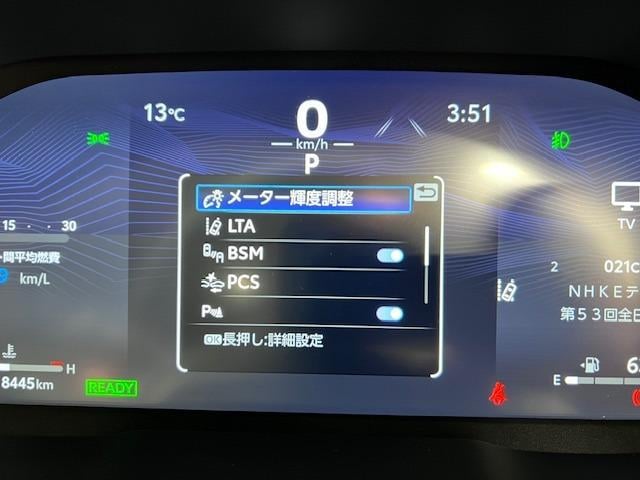 13℃
0
3:51
km/h
P
メーター輝度調整
LTA
BSM
PCS
P
OK長押し:詳細設定
15 30
間平均燃費
km/L
H
8445km
READY
TV
2 021c
NHKEテ
第53回全日
E